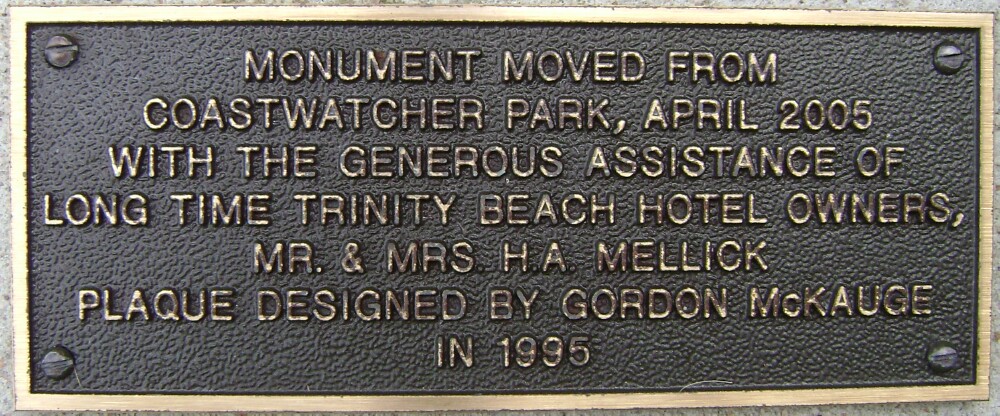 MONUMENT MOVED FROM
COASTWATCHER PARK, APRIL 2005
WITH THE GENEROUS ASSISTANCE OF
LONG TIME TRINITY BEACH HOTEL OWNERS,
MR. & MRS. H.A. MELLICK
PLAQUE DESIGNED BY GORDON McKAUGE
IN 1995